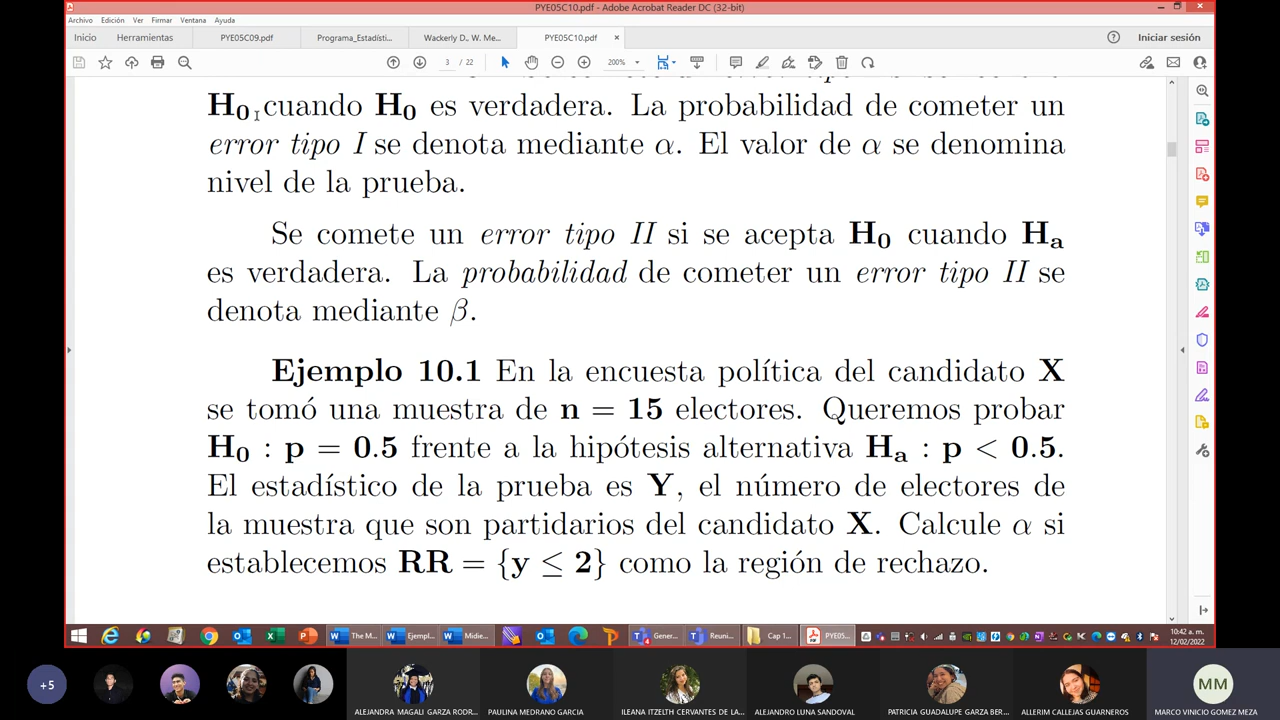 PYE05C10.pdf - Adobe Acrobat Reader DC (32-bit)
Archivo Edición Ver Firmar Ventana Ayuda
Inicio Herramientas PYE05C09.pdf Programa_Estadísti... Wackerly D., W. Me... PYE05C10.pdf × Iniciar sesión
3 / 22 200%
H0 cuando H0 es verdadera. La probabilidad de cometer un
error tipo I se denota mediante α. El valor de α se denomina
nivel de la prueba.
Se comete un error tipo II si se acepta H0 cuando Ha
es verdadera. La probabilidad de cometer un error tipo II se
denota mediante β.
Ejemplo 10.1 En la encuesta política del candidato X
se tomó una muestra de n = 15 electores. Queremos probar
H0 : p = 0.5 frente a la hipótesis alternativa Ha : p < 0.5.
El estadístico de la prueba es Y, el número de electores de
la muestra que son partidarios del candidato X. Calcule α si
establecemos RR = {y ≤ 2} como la región de rechazo.
The M... Ejempl... Midie... Gener... Reuni... Cap 1... PYE05... 10:42 a. m.
12/02/2022
+5 ALEJANDRA MAGALI GARZA RODR... PAULINA MEDRANO GARCIA ILEANA ITZELTH CERVANTES DE LA... ALEJANDRO LUNA SANDOVAL PATRICIA GUADALUPE GARZA BER... ALLERIM CALLEJAS GUARNEROS MM MARCO VINICIO GOMEZ MEZA